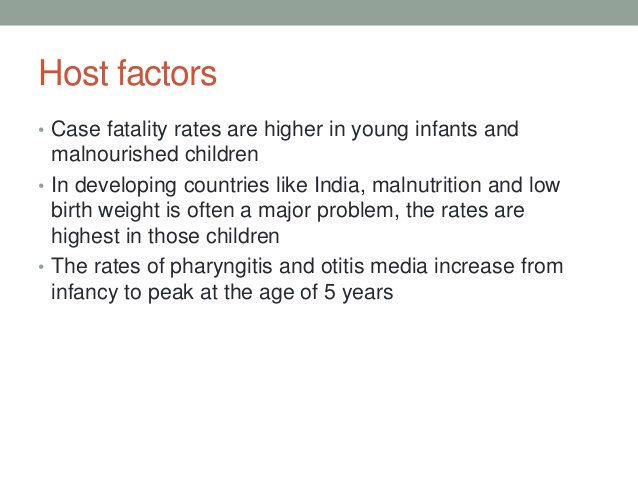 Host factors
• Case fatality rates are higher in young infants and
malnourished children
• In developing countries like India, malnutrition and low
birth weight is often a major problem, the rates are
highest in those children
• The rates of pharyngitis and otitis media increase from
infancy to peak at the age of 5 years